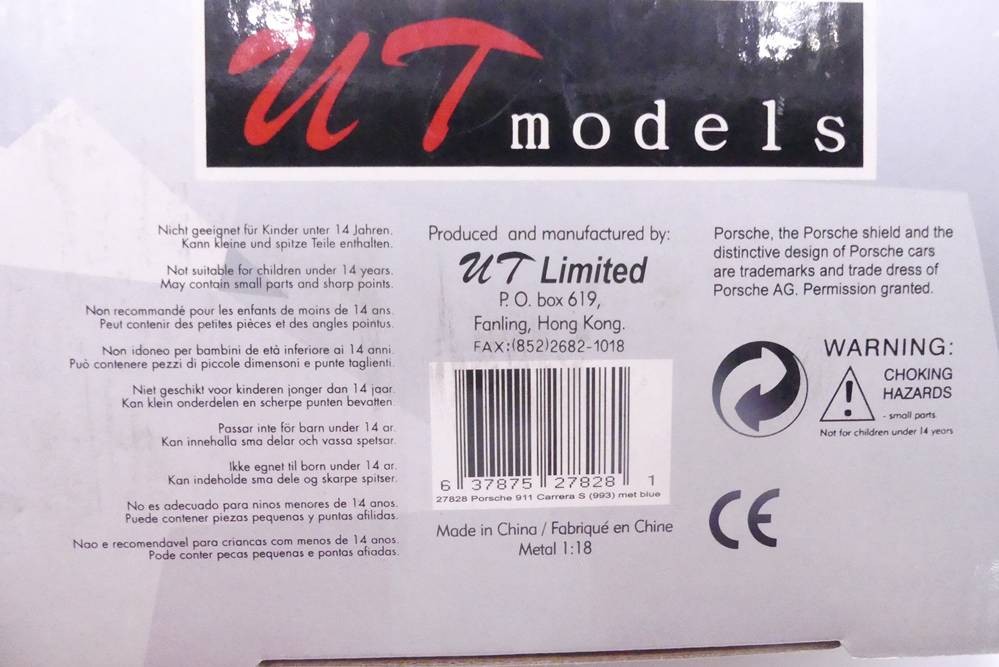 UT models
Nicht geeignet für Kinder unter 14 Jahren.
Kann kleine und spitze Teile enthalten.
Not suitable for children under 14 years.
May contain small parts and sharp points.
Non recommandé pour les enfants de moins de 14 ans.
Peut contenir des petites pièces et des angles pointus.
Non idoneo per bambini de età inferiore ai 14 anni.
Può contenere pezzi di piccole dimensoni e punte taglienti.
Niet geschikt voor kinderen jonger dan 14 jaar.
Kan klein onderdelen en scherpe punten bevatten.
Passar inte för barn under 14 ar.
Kan innehalla sma delar och vassa spetsar.
Ikke egnet til born under 14 ar.
Kan indeholde sma dele og skarpe spitser.
No es adecuado para ninos menores de 14 anos.
Puede contener piezas pequenas y puntas afilidas.
Nao e recomendavel para criancas com menos de 14 anos.
Pode conter pecas pequenas e pontas afiadas.
Produced and manufactured by:
UT Limited
P. O. box 619,
Fanling, Hong Kong.
FAX:(852)2682-1018
6 37875 27828 1
27828 Porsche 911 Carrera S (993) met blue
Made in China / Fabriqué en Chine
Metal 1:18
Porsche, the Porsche shield and the
distinctive design of Porsche cars
are trademarks and trade dress of
Porsche AG. Permission granted.
WARNING:
CHOKING
HAZARDS
- small parts
Not for children under 14 years
CE